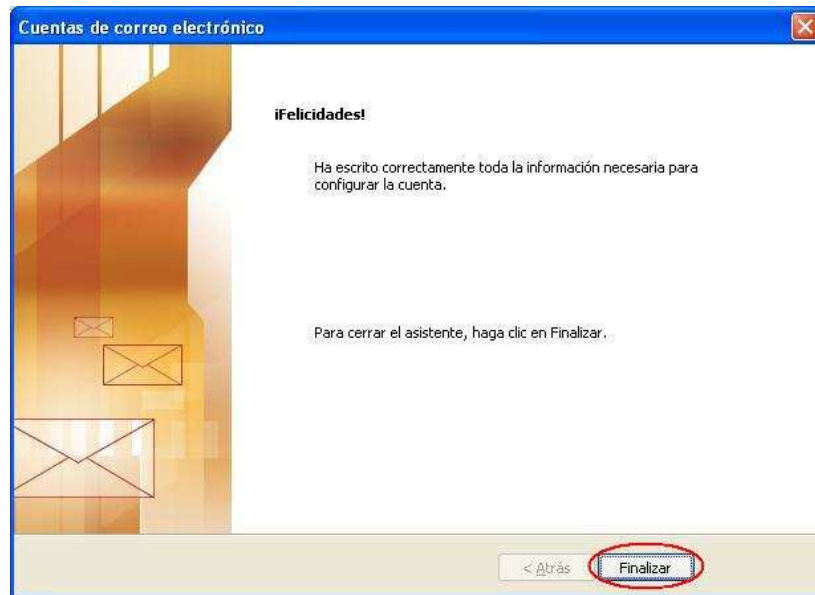 Cuentas de correo electrónico
¡Felicidades!
Ha escrito correctamente toda la información necesaria para
configurar la cuenta.
Para cerrar el asistente, haga clic en Finalizar.
< Atrás
Finalizar